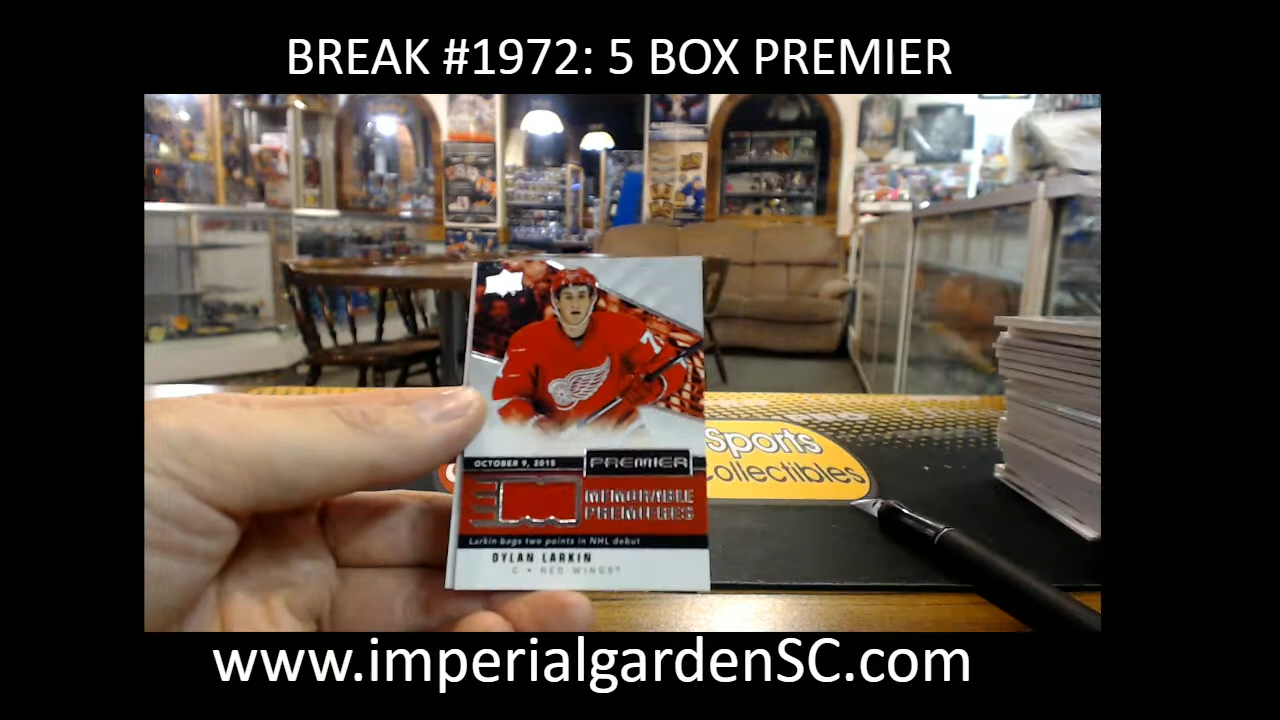 BREAK #1972: 5 BOX PREMIER
7
OCTOBER 9, 2015
PREMIER
MEMORABLE
PREMIERES
Larkin bags two points in NHL debut
DYLAN LARKIN
C • RED WINGS
Sports
Collectibles
www.imperialgardenSC.com